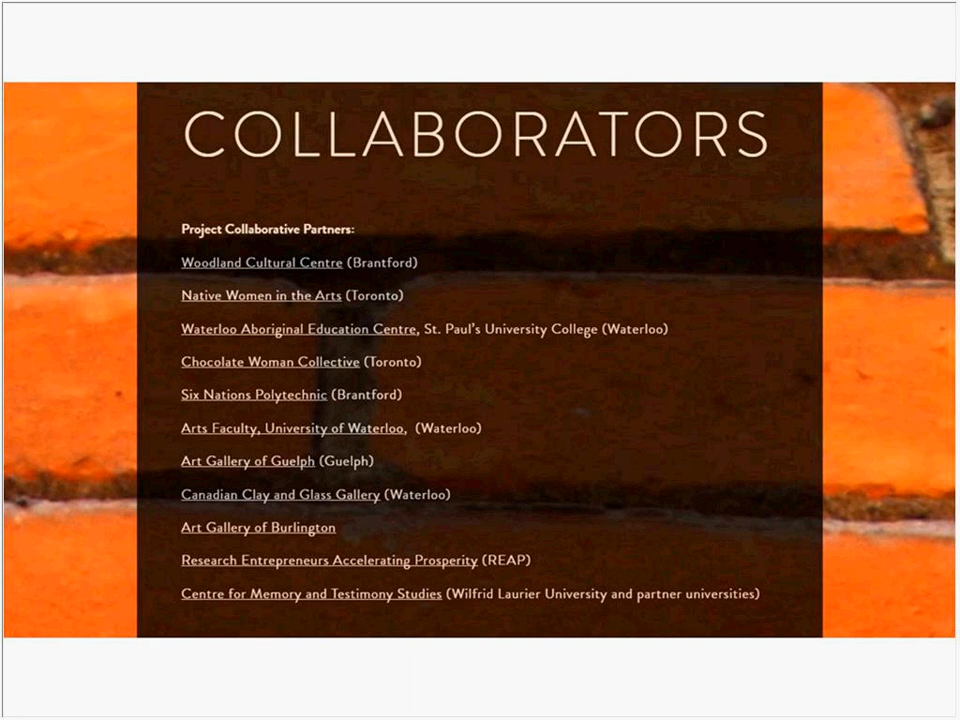 COLLABORATORS
Project Collaborative Partners:
Woodland Cultural Centre (Brantford)
Native Women in the Arts (Toronto)
Waterloo Aboriginal Education Centre, St. Paul's University College (Waterloo)
Chocolate Woman Collective (Toronto)
Six Nations Polytechnic (Brantford)
Arts Faculty, University of Waterloo,  (Waterloo)
Art Gallery of Guelph (Guelph)
Canadian Clay and Glass Gallery (Waterloo)
Art Gallery of Burlington
Research Entrepreneurs Accelerating Prosperity (REAP)
Centre for Memory and Testimony Studies (Wilfrid Laurier University and partner universities)